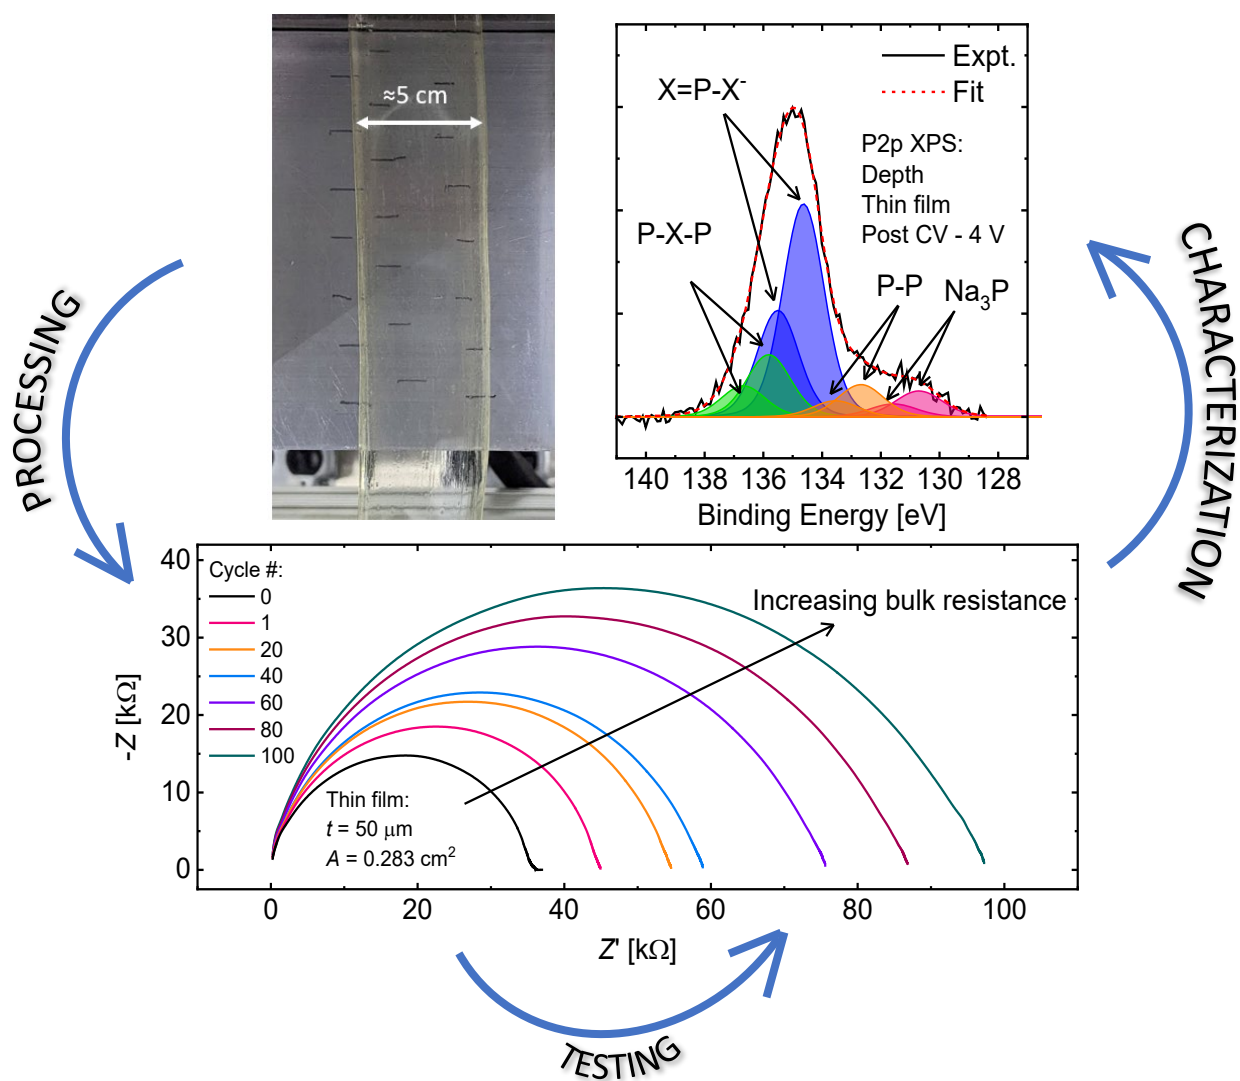 ≈5 cm
Expt.
Fit
X=P-X⁻
P2p XPS:
Depth
Thin film
Post CV - 4 V
P-X-P
P-P
Na₃P
140 138 136 134 132 130 128
Binding Energy [eV]
PROCESSING
CHARACTERIZATION
40
30
20
10
0
-Z [kΩ]
Cycle #:
0
1
20
40
60
80
100
Increasing bulk resistance
Thin film:
t = 50 μm
A = 0.283 cm²
0 20 40 60 80 100
Z' [kΩ]
TESTING